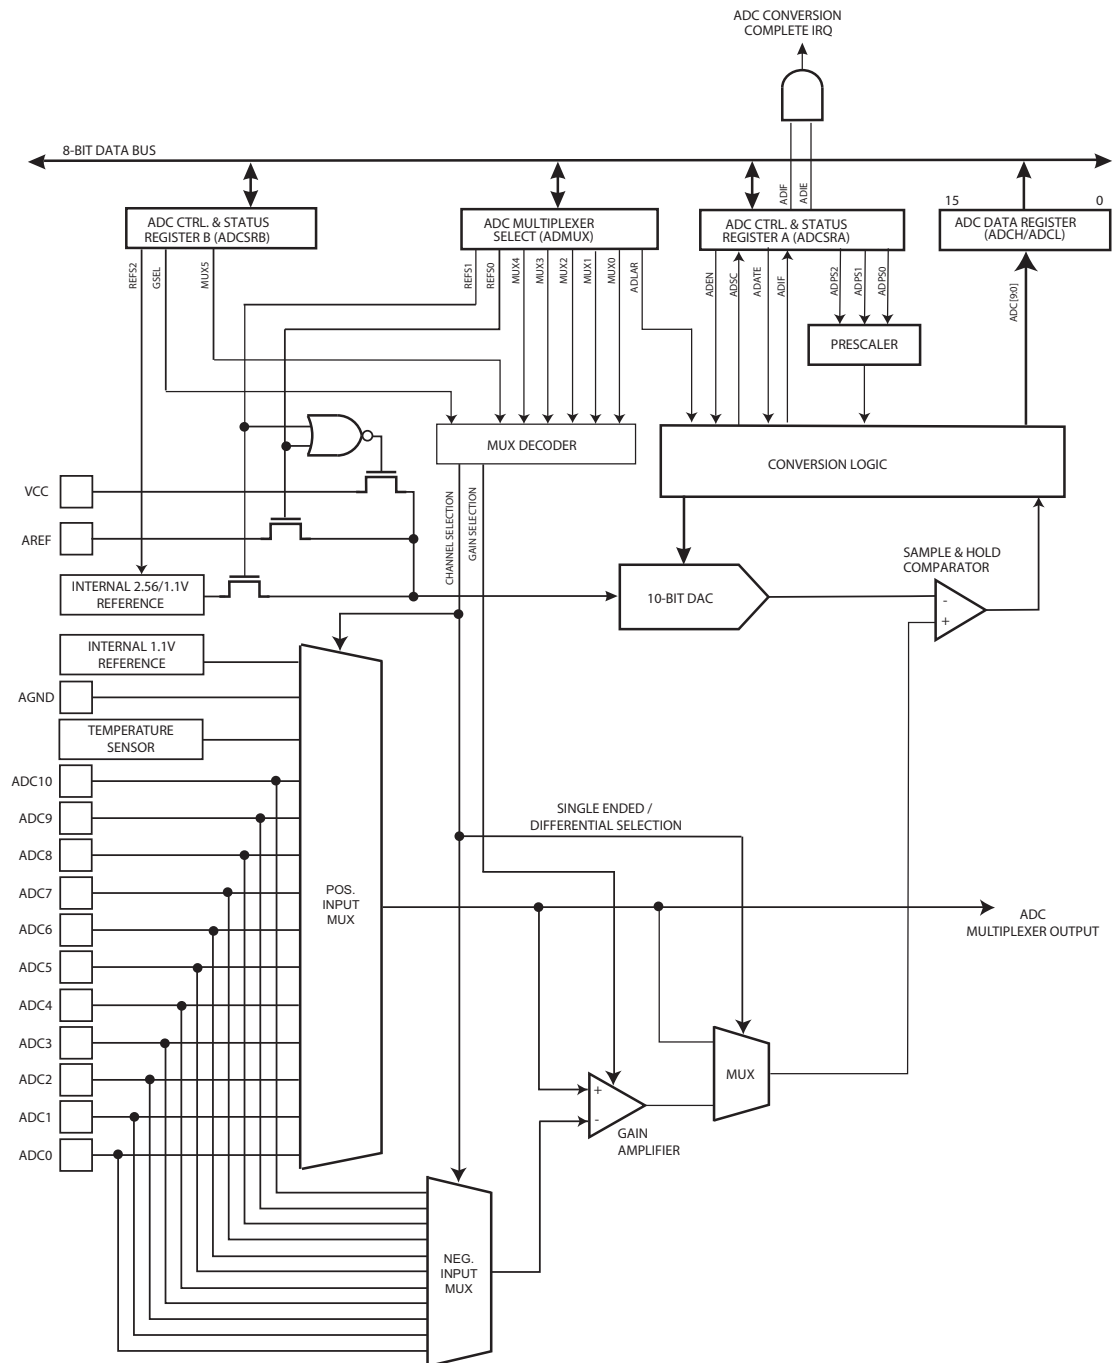 ADC CONVERSION
COMPLETE IRQ
8-BIT DATA BUS
ADIF
ADIE
15
0
ADC CTRL. & STATUS
REGISTER B (ADCSRB)
ADC MULTIPLEXER
SELECT (ADMUX)
ADC CTRL. & STATUS
REGISTER A (ADCSRA)
ADC DATA REGISTER
(ADCH/ADCL)
REFS2
GSEL
MUX5
REFS1
REFS0
MUX4
MUX3
MUX2
MUX1
MUX0
ADLAR
ADEN
ADSC
ADATE
ADIF
ADPS2
ADPS1
ADPS0
ADC[9:0]
PRESCALER
MUX DECODER
CONVERSION LOGIC
VCC
AREF
CHANNEL SELECTION
GAIN SELECTION
SAMPLE & HOLD
COMPARATOR
INTERNAL 2.56/1.1V
REFERENCE
10-BIT DAC
-
+
INTERNAL 1.1V
REFERENCE
AGND
TEMPERATURE
SENSOR
ADC10
ADC9
SINGLE ENDED /
DIFFERENTIAL SELECTION
ADC8
ADC7
POS.
INPUT
MUX
ADC
MULTIPLEXER OUTPUT
ADC6
ADC5
ADC4
ADC3
ADC2
MUX
+
-
ADC1
GAIN
AMPLIFIER
ADC0
NEG.
INPUT
MUX